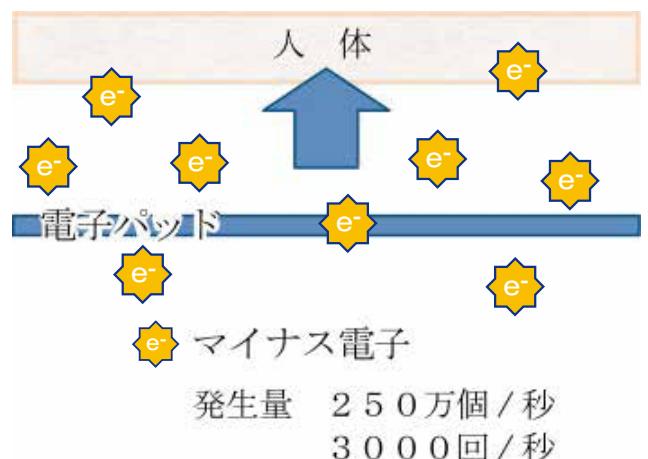 人 体
e-
e-
e-
e-
e-
e-
電子パッド
e-
e-
e-
e- マイナス電子
発生量 ２５０万個 / 秒
３０００回 / 秒